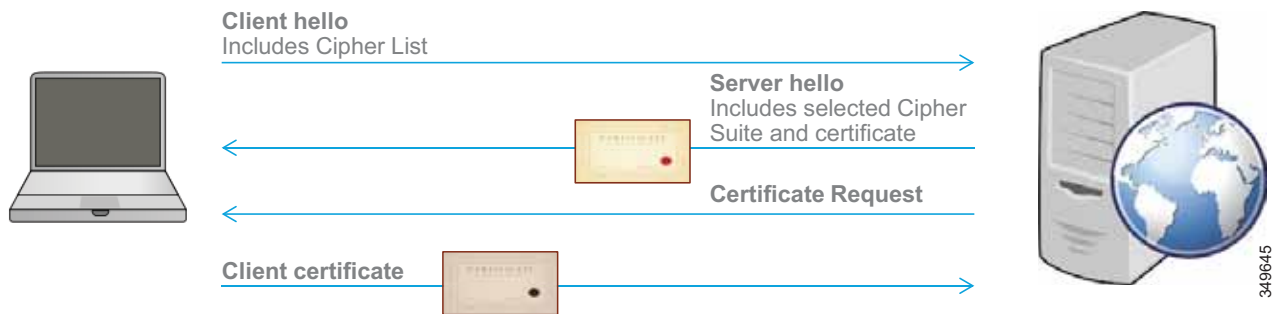 Client hello
Includes Cipher List
Server hello
Includes selected Cipher
Suite and certificate
Certificate Request
Client certificate
349645